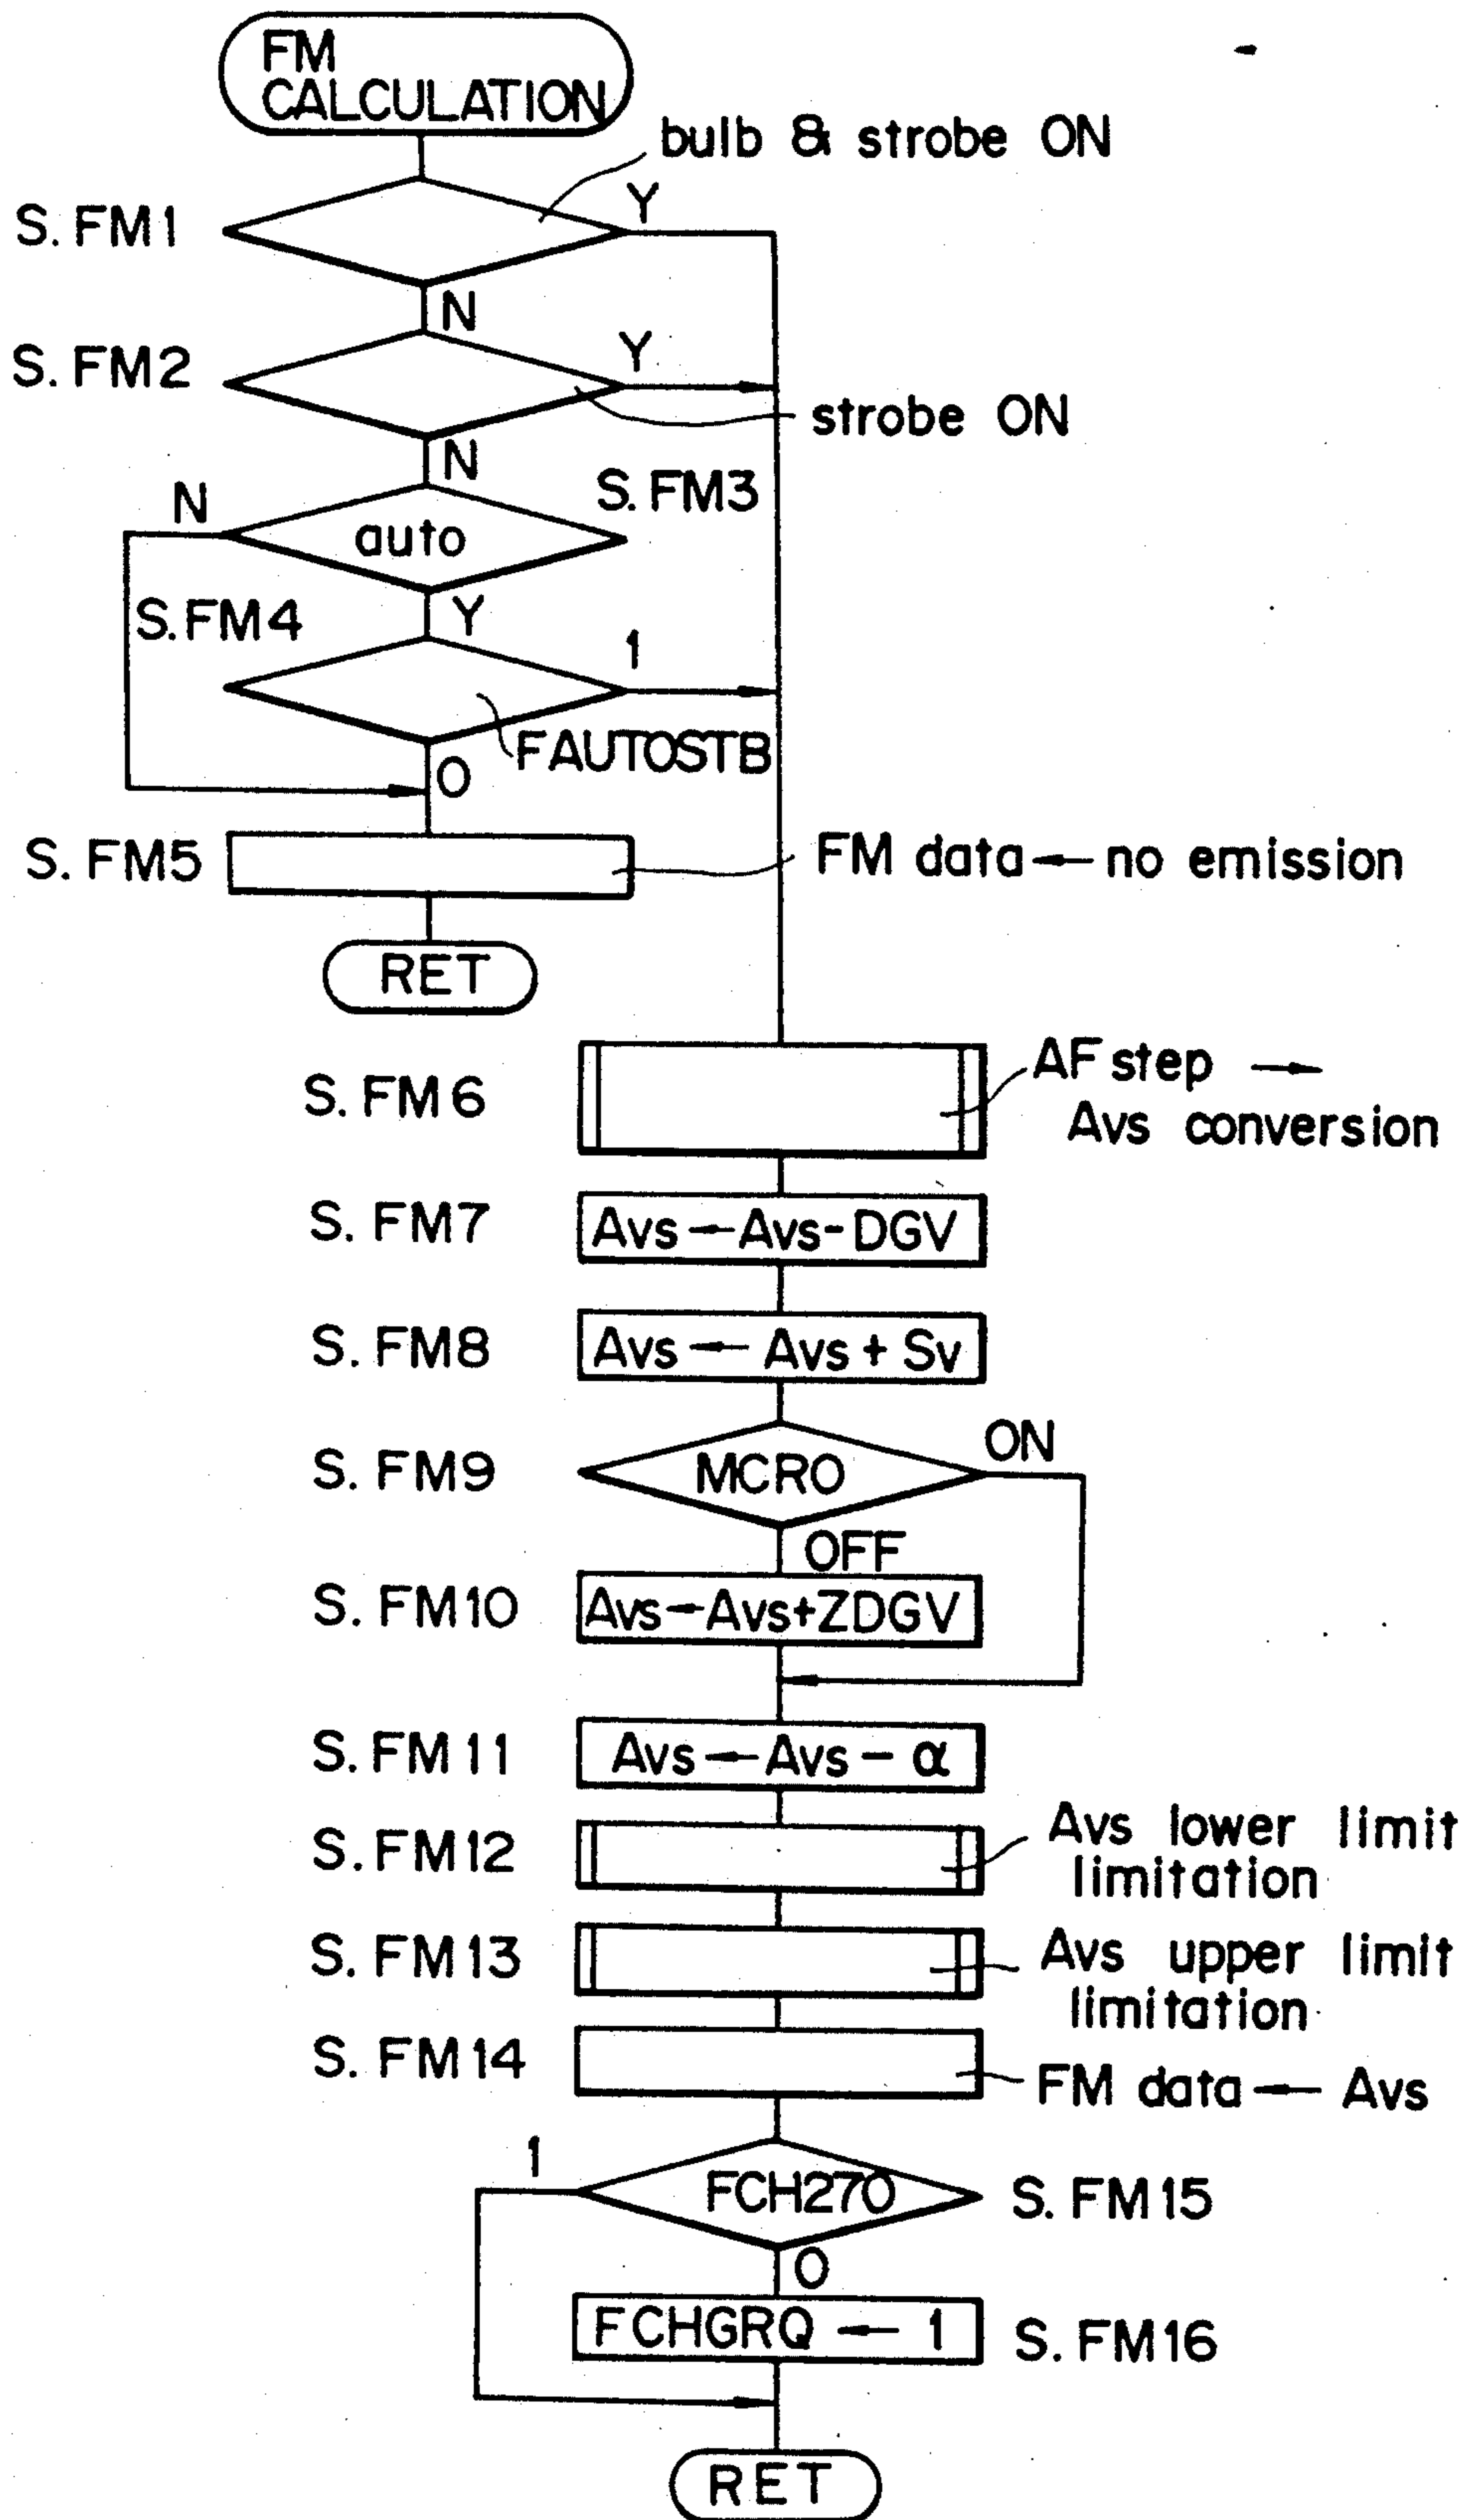 FM
CALCULATION
bulb & strobe ON
S. FM1
Y
N
S. FM2
Y
strobe ON
N
S. FM3
N
auto
S. FM4
Y
1
FAUTOSTB
0
S. FM5
FM data ← no emission
RET
S. FM6
AF step →
Avs conversion
S. FM7
Avs ← Avs - DGV
S. FM8
Avs ← Avs + Sv
S. FM9
MCRO
ON
OFF
S. FM10
Avs ← Avs + ZDGV
S. FM11
Avs ← Avs - α
S. FM12
Avs lower limit
limitation
S. FM13
Avs upper limit
limitation
S. FM14
FM data ← Avs
1
FCH270
S. FM15
0
FCHGRQ ← 1
S. FM16
RET